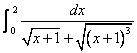 ∫₀² dx / (√(x+1) + √((x+1)³))